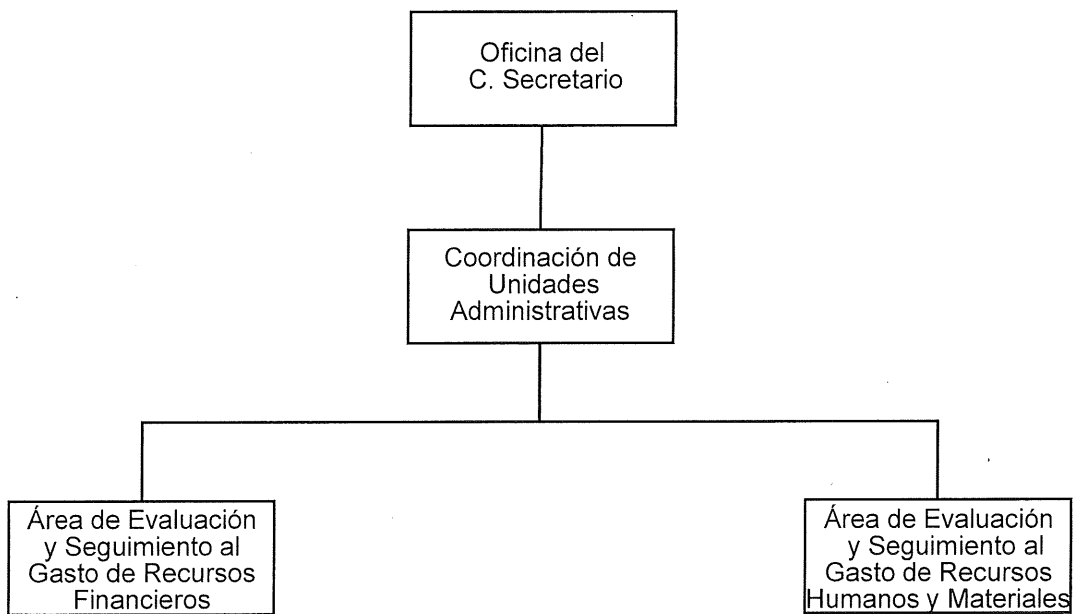 Oficina del
C. Secretario
Coordinación de
Unidades
Administrativas
Área de Evaluación
y Seguimiento al
Gasto de Recursos
Financieros
Área de Evaluación
y Seguimiento al
Gasto de Recursos
Humanos y Materiales